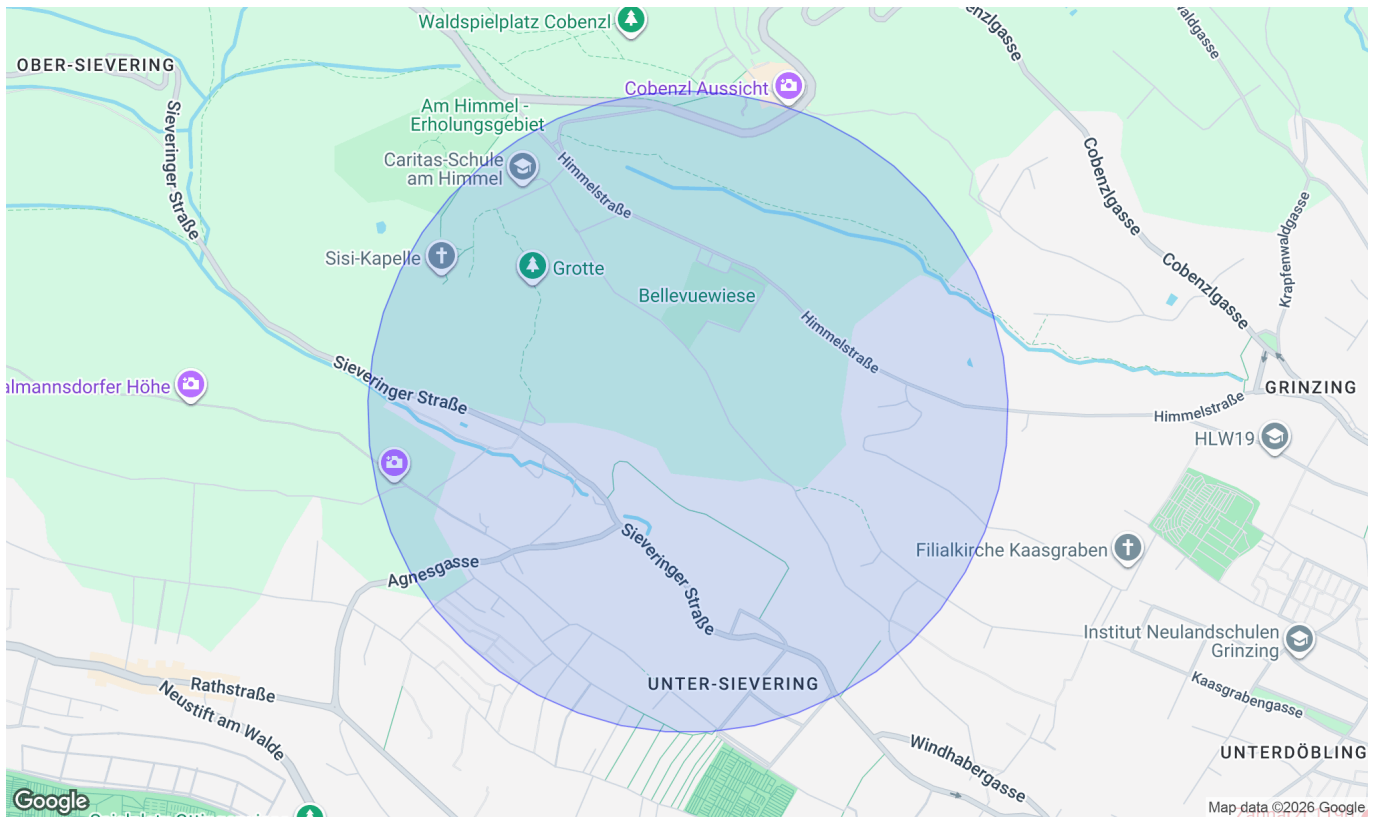 Waldspielplatz Cobenzl
OBER-SIEVERING
Cobenzl Aussicht
Am Himmel -
Erholungsgebiet
Caritas-Schule
am Himmel
Himmelstraße
Sieveringer Straße
Cobenzlgasse
Krapfenwaldgasse
Sisi-Kapelle
Grotte
Bellevuewiese
Cobenzlgasse
Himmelstraße
Sieveringer Straße
almannsdorfer Höhe
GRINZING
Himmelstraße
HLW19
Sieveringer Straße
Filialkirche Kaasgraben
Agnesgasse
Institut Neulandschulen
Grinzing
UNTER-SIEVERING
Rathstraße
Neustift am Walde
Kaasgrabengasse
Windhabergasse
UNTERDÖBLING
Google
Map data ©2026 Google